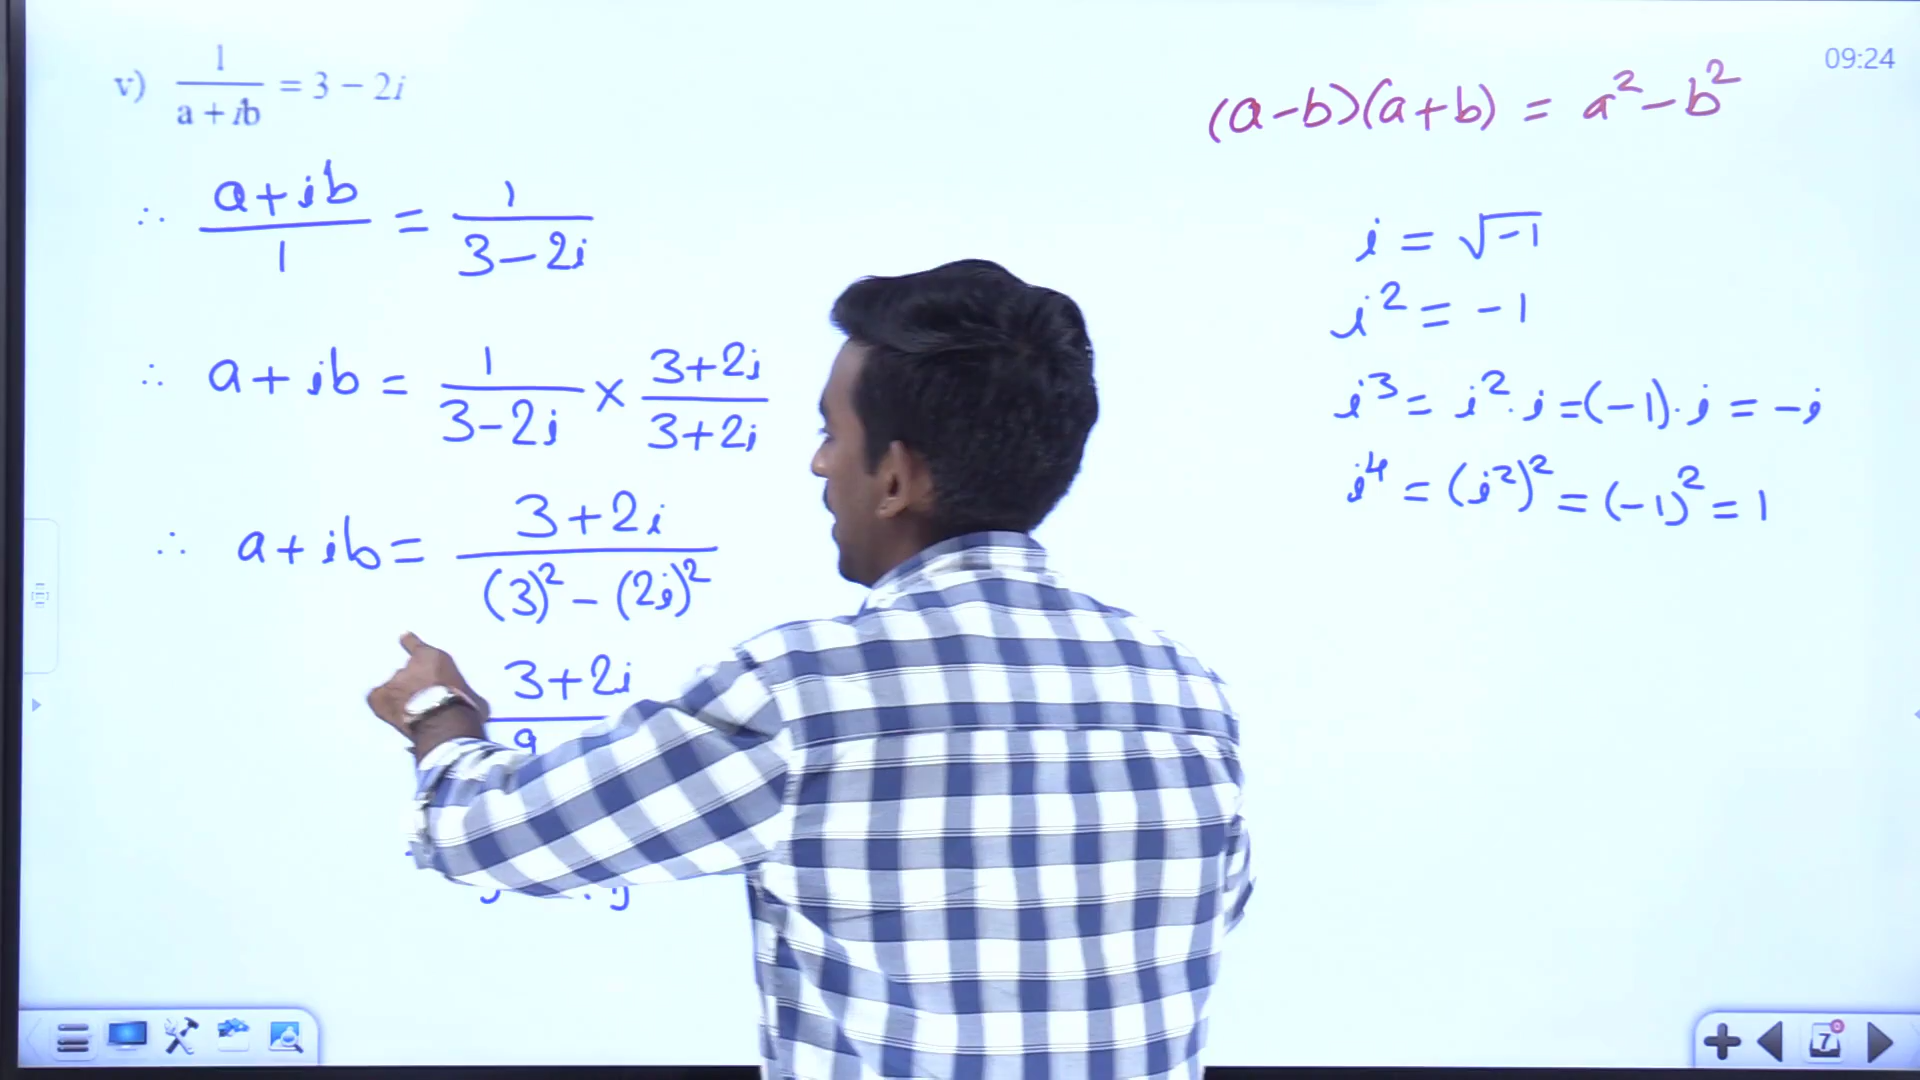 09:24
v) 1/(a + ib) = 3 − 2i
(a−b)(a+b) = a² − b²
∴ (a+ib)/1 = 1/(3−2i)
i = √−1
i² = −1
∴ a + ib = 1/(3−2i) × (3+2i)/(3+2i)
i³ = i².i = (−1).i = −i
i⁴ = (i²)² = (−1)² = 1
∴ a + ib = (3+2i)/((3)² − (2i)²)
3+2i
9
7